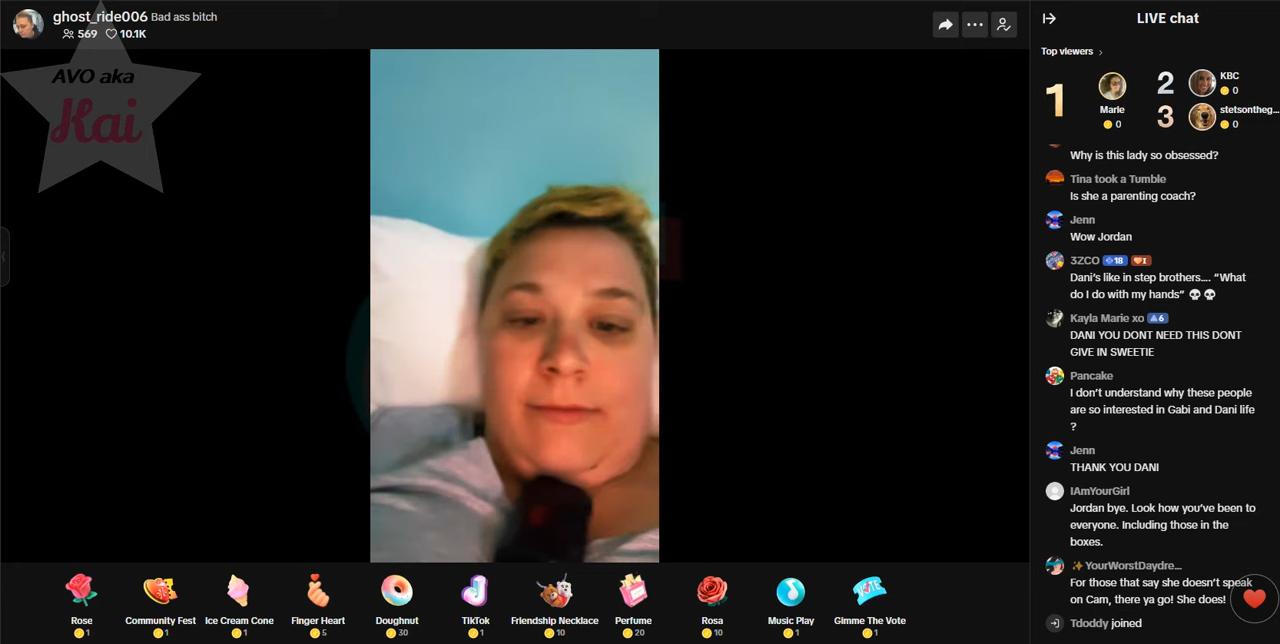 ghost_ride006 Bad ass bitch
569 10.1K
AVO aka
Kai
LIVE chat
Top viewers
1
Marie
0
2
KBC
0
3
stetsontheg...
0
Why is this lady so obsessed?
Tina took a Tumble
Is she a parenting coach?
Jenn
Wow Jordan
3ZCO 18 I
Dani's like in step brothers.... “What
do I do with my hands”
Kayla Marie xo 6
DANI YOU DONT NEED THIS DONT
GIVE IN SWEETIE
Pancake
I don't understand why these people
are so interested in Gabi and Dani life
?
Jenn
THANK YOU DANI
IAmYourGirl
Jordan bye. Look how you've been to
everyone. Including those in the
boxes.
YourWorstDaydre...
For those that say she doesn't speak
on Cam, there ya go! She does!
Tdoddy joined
Rose
1
Community Fest
1
Ice Cream Cone
1
Finger Heart
5
Doughnut
30
TikTok
1
Friendship Necklace
10
Perfume
20
Rosa
10
Music Play
1
VOTE
Gimme The Vote
1